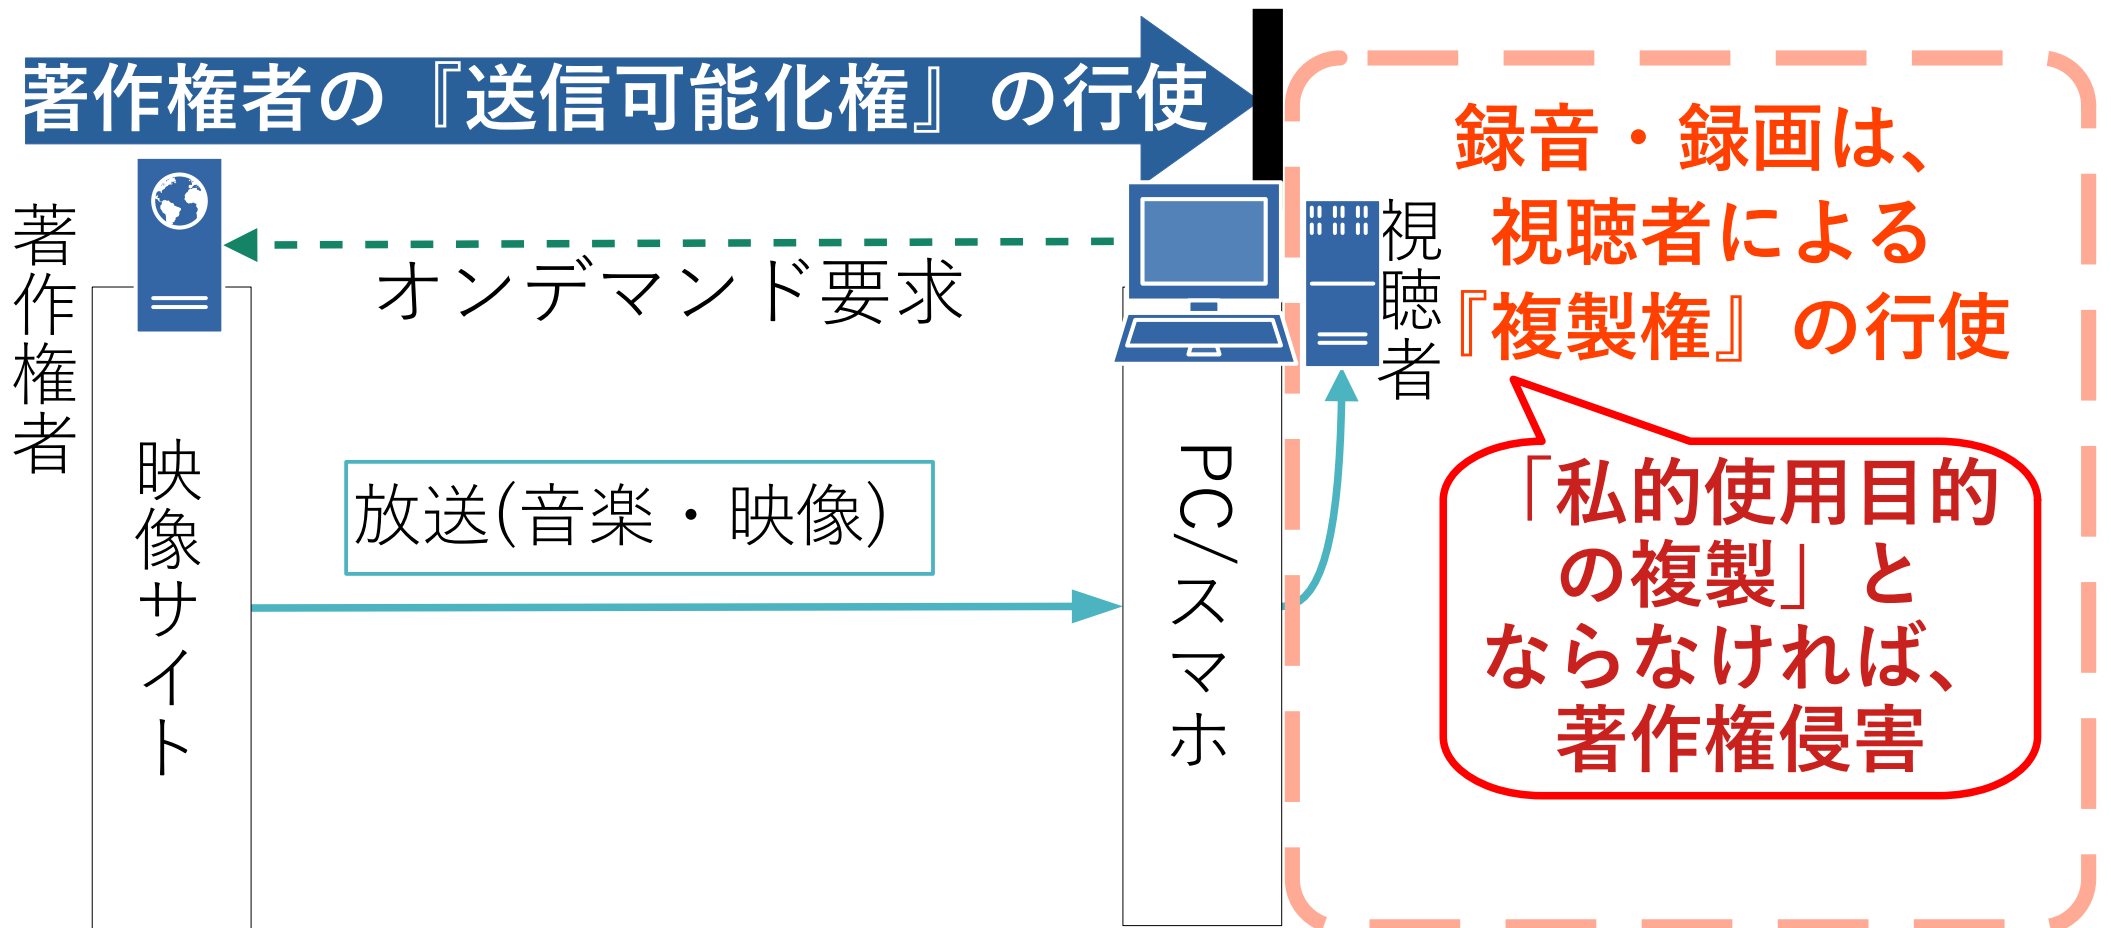 著作権者の『送信可能化権』の行使
著作権者
オンデマンド要求
映像サイト
放送(音楽・映像)
PC/スマホ
視聴者
録音・録画は、
視聴者による
『複製権』の行使
「私的使用目的
の複製」と
ならなければ、
著作権侵害